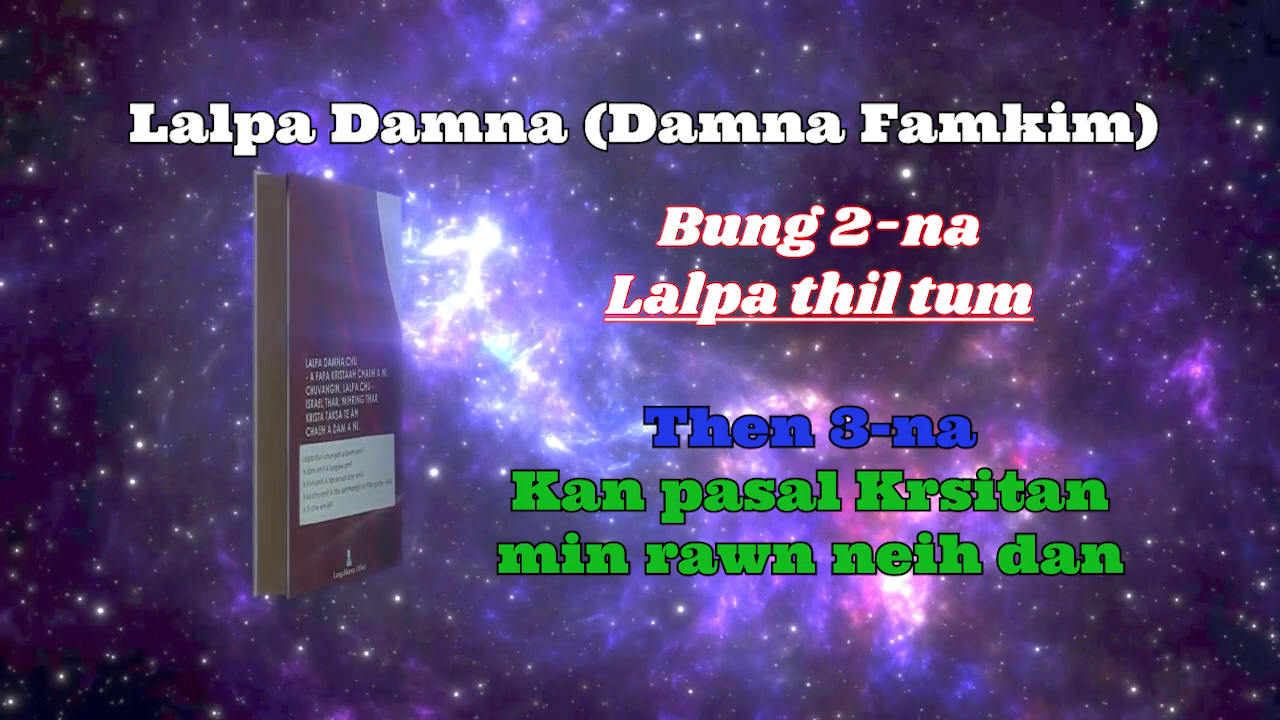 Lalpa Damna (Damna Famkim)
Bung 2-na
Lalpa thil tum
Then 3-na
Kan pasal Krsitan
min rawn neih dan
LALPA DAMNA CHU
- A FAPA KRISTAAH CHAUH A NI.
CHUVANGIN, LALPA CHU -
ISRAEL THAR, MIHRING THAR
KRISTA TAKSA TE AH
CHAUH A DAM A NI.